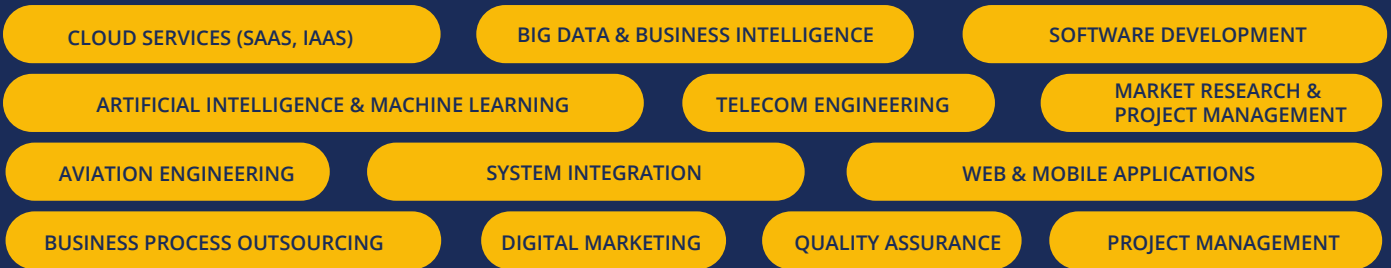 CLOUD SERVICES (SAAS, IAAS)
BIG DATA & BUSINESS INTELLIGENCE
SOFTWARE DEVELOPMENT
ARTIFICIAL INTELLIGENCE & MACHINE LEARNING
TELECOM ENGINEERING
MARKET RESEARCH &
PROJECT MANAGEMENT
AVIATION ENGINEERING
SYSTEM INTEGRATION
WEB & MOBILE APPLICATIONS
BUSINESS PROCESS OUTSOURCING
DIGITAL MARKETING
QUALITY ASSURANCE
PROJECT MANAGEMENT